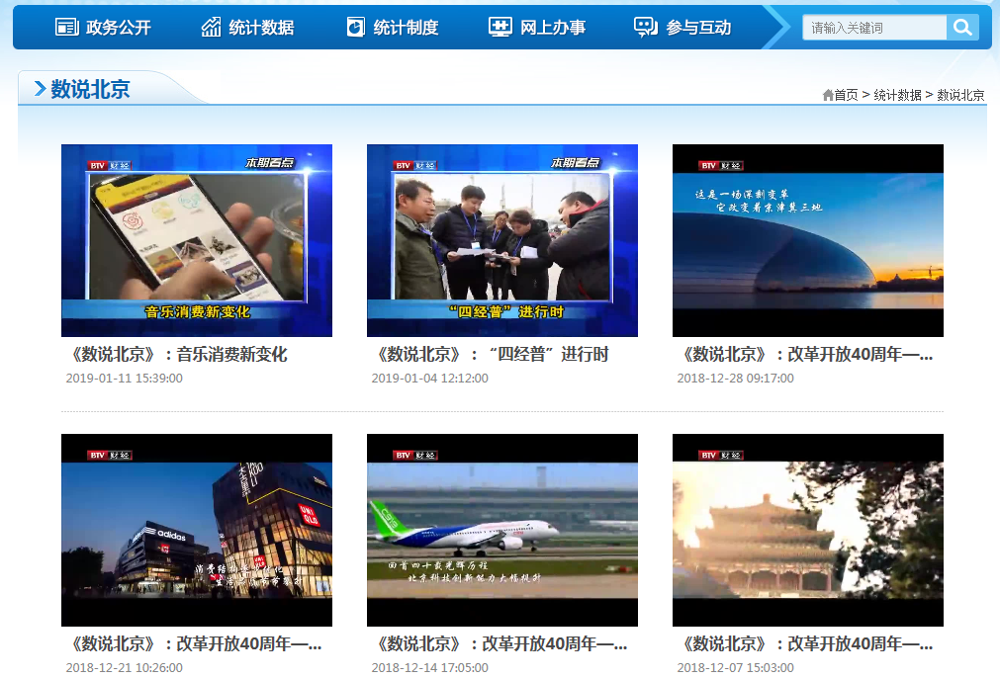 政务公开 统计数据 统计制度 网上办事 参与互动 请输入关键词
数说北京
首页 > 统计数据 > 数说北京
BTV 财经 本期看点
音乐消费新变化
BTV 财经 本期看点
“四经普”进行时
BTV 财经
这是一场深刻变革
它改变着京津冀三地
《数说北京》：音乐消费新变化
2019-01-11 15:39:00
《数说北京》：“四经普”进行时
2019-01-04 12:12:00
《数说北京》：改革开放40周年—...
2018-12-28 09:17:00
BTV 财经
adidas
UNI QLO
消费结
BTV 财经
回首四十载光辉历程
北京科技创新能力大幅提升
BTV 财经
《数说北京》：改革开放40周年—...
2018-12-21 10:26:00
《数说北京》：改革开放40周年—...
2018-12-14 17:05:00
《数说北京》：改革开放40周年—...
2018-12-07 15:03:00